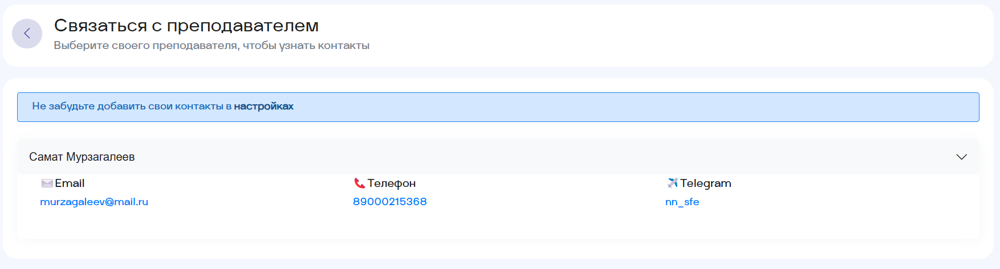 Связаться с преподавателем
Выберите своего преподавателя, чтобы узнать контакты
Не забудьте добавить свои контакты в настройках
Самат Мурзагалеев
Email
murzagaleev@mail.ru
Телефон
89000215368
Telegram
nn_sfe